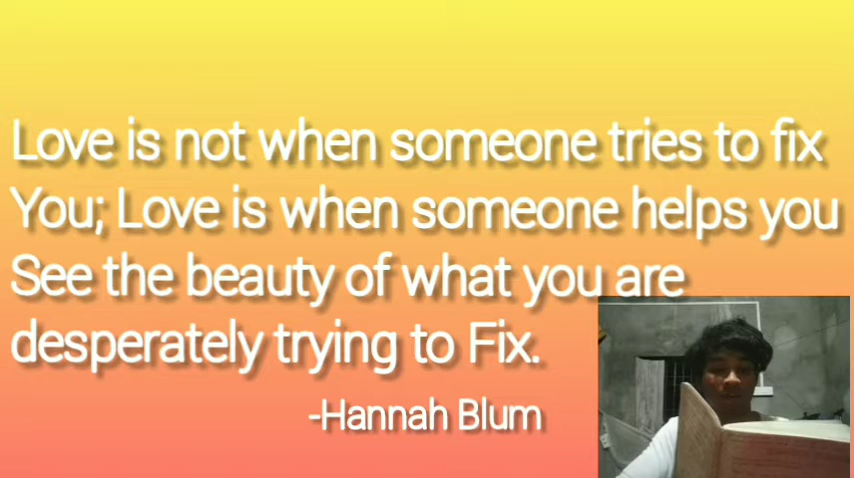 Love is not when someone tries to fix
You; Love is when someone helps you
See the beauty of what you are
desperately trying to Fix.
-Hannah Blum